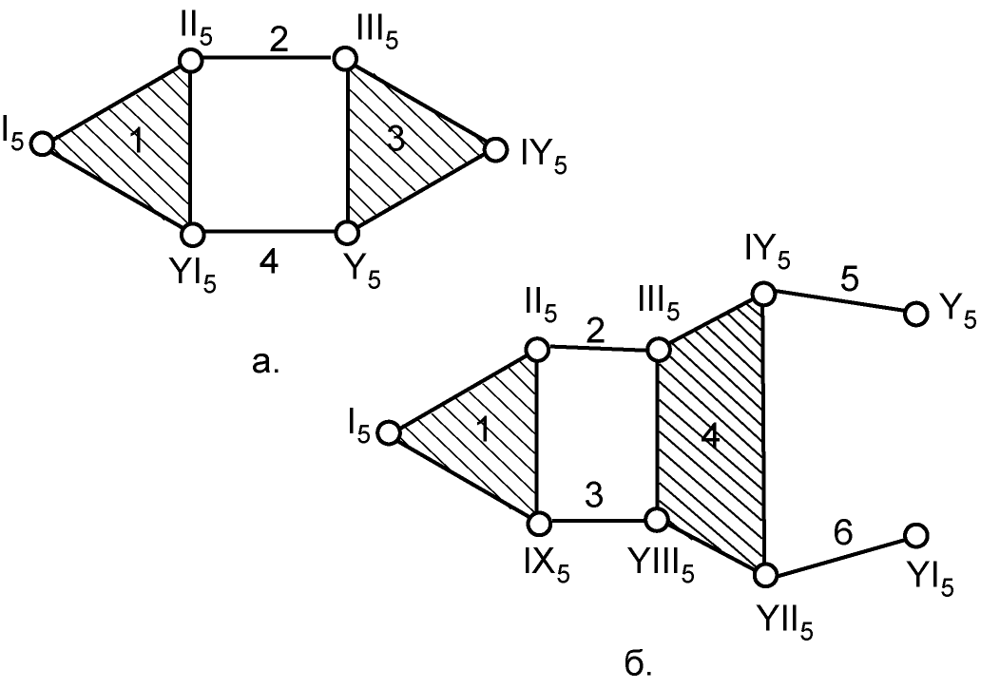 II₅ 2 III₅
I₅ 1 3 IY₅
YI₅ 4 Y₅
а.
IY₅ 5 Y₅
II₅ 2 III₅
I₅ 1 4
3
IX₅ YIII₅ 6 YI₅
YII₅
б.